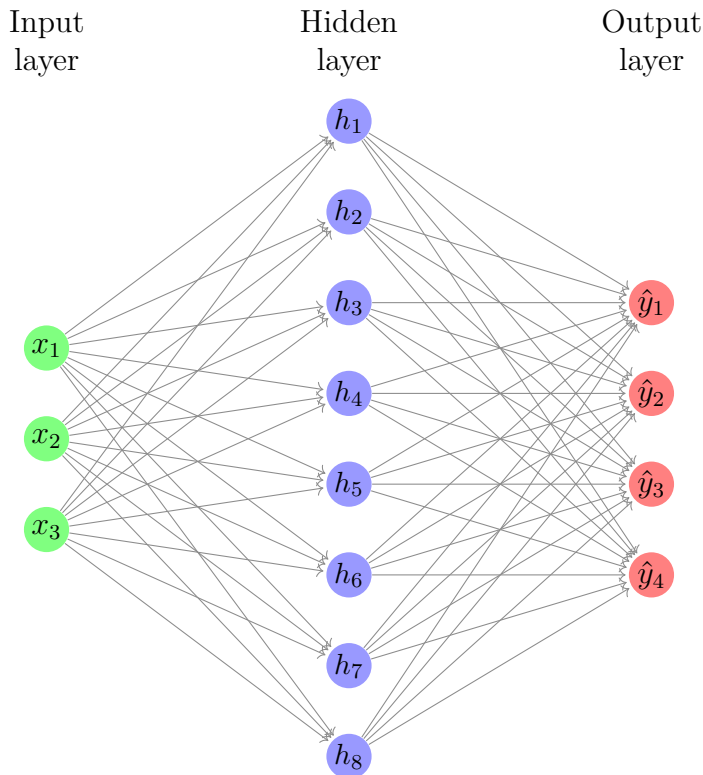 Input layer
Hidden layer
Output layer
h₁
h₂
h₃
ŷ₁
x₁
h₄
ŷ₂
x₂
h₅
ŷ₃
x₃
h₆
ŷ₄
h₇
h₈